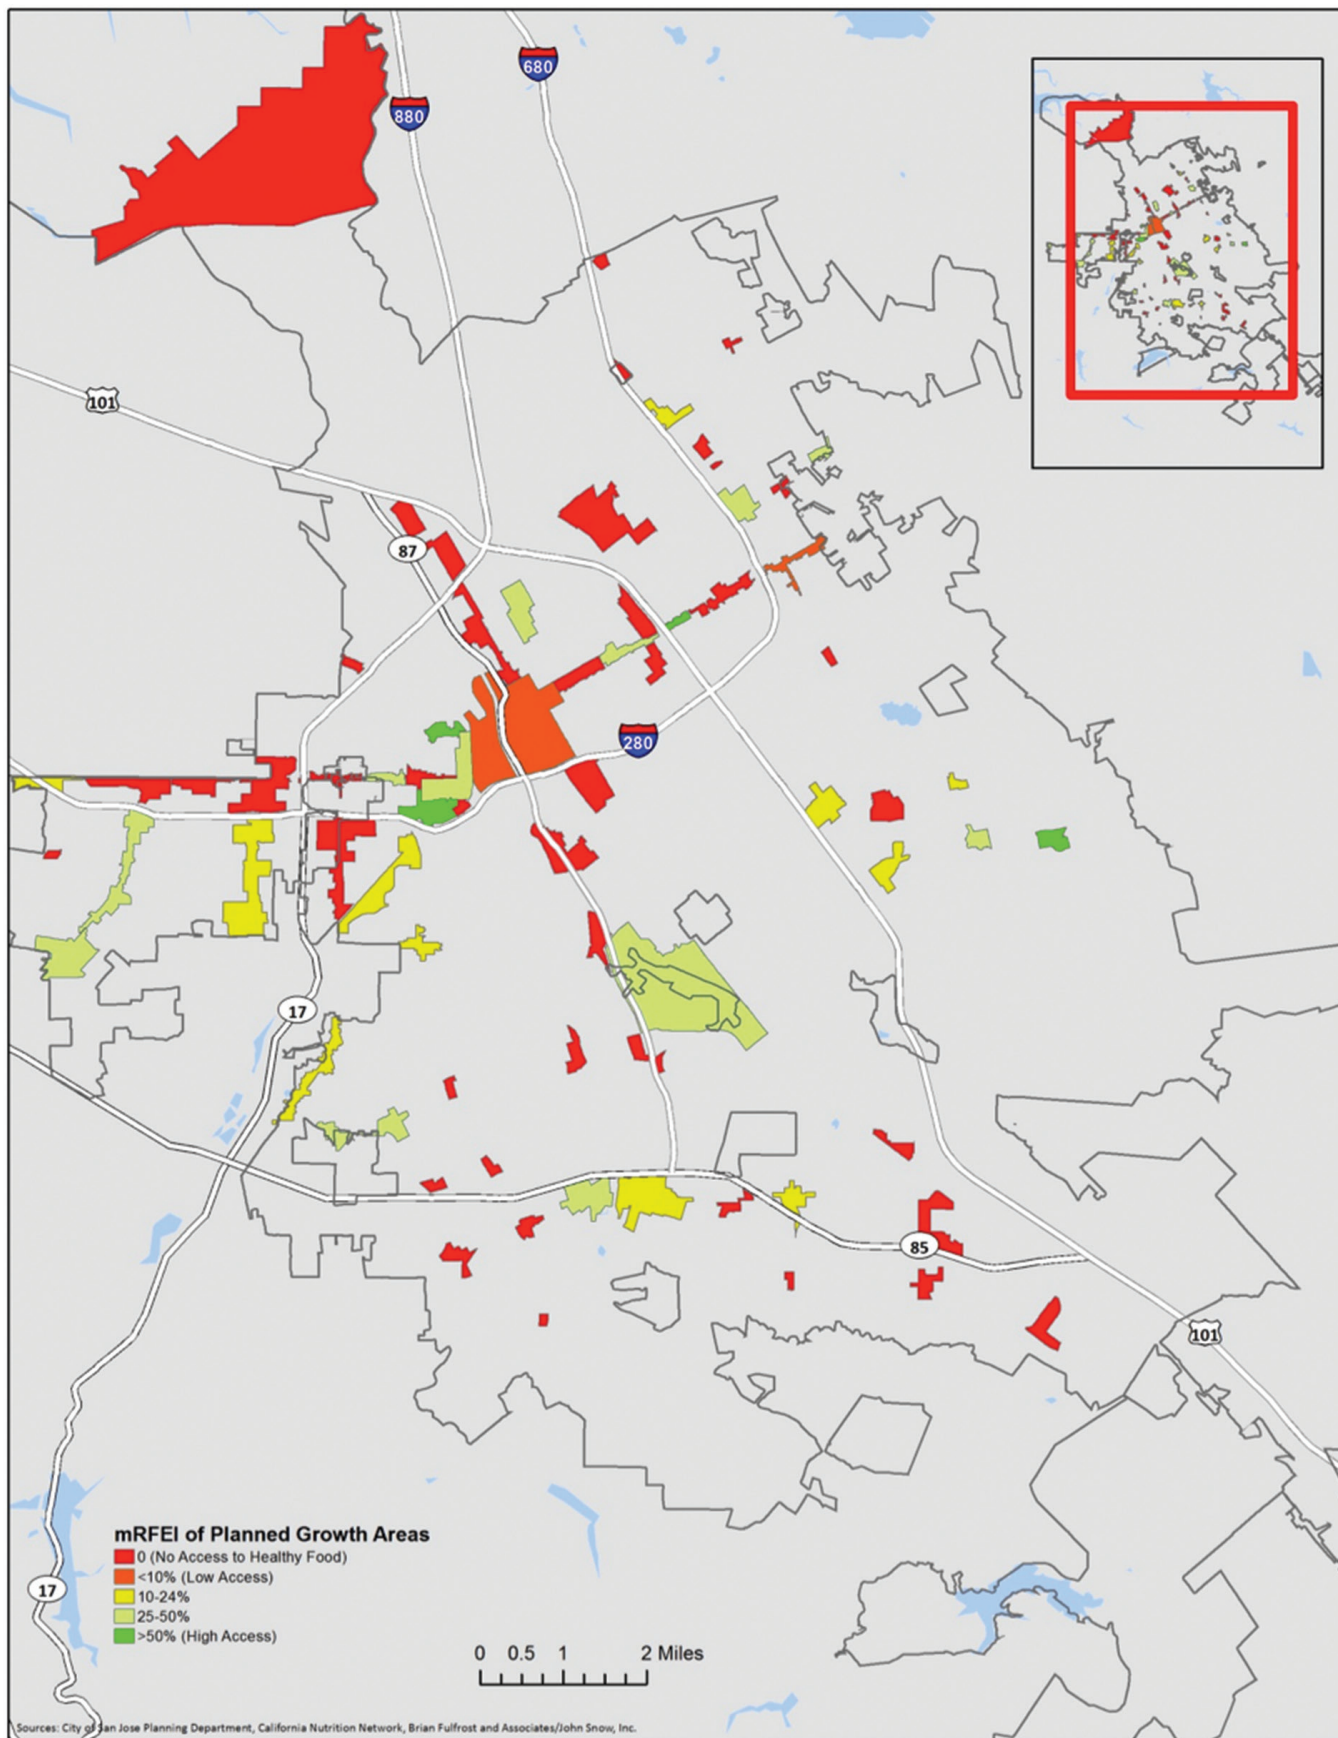 680
880
101
87
280
17
85
101
mRFEI of Planned Growth Areas
0 (No Access to Healthy Food)
<10% (Low Access)
10-24%
25-50%
>50% (High Access)
17
0 0.5 1 2 Miles
Sources: City of San Jose Planning Department, California Nutrition Network, Brian Fulfrost and Associates/John Snow, Inc.